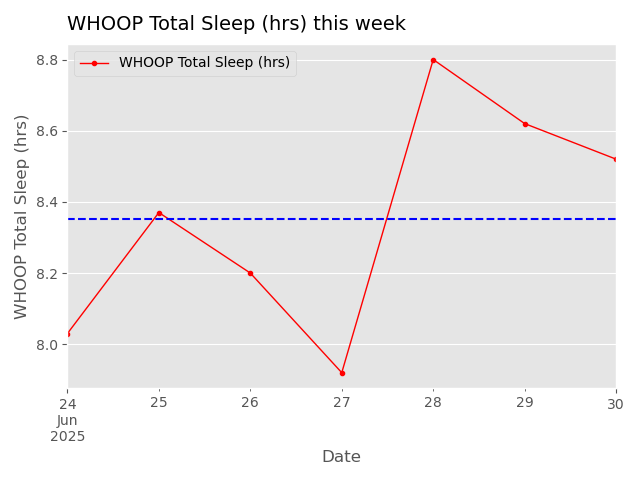 WHOOP Total Sleep (hrs) this week
WHOOP Total Sleep (hrs)
WHOOP Total Sleep (hrs)
8.8
8.6
8.4
8.2
8.0
24 25 26 27 28 29 30
Jun
2025
Date